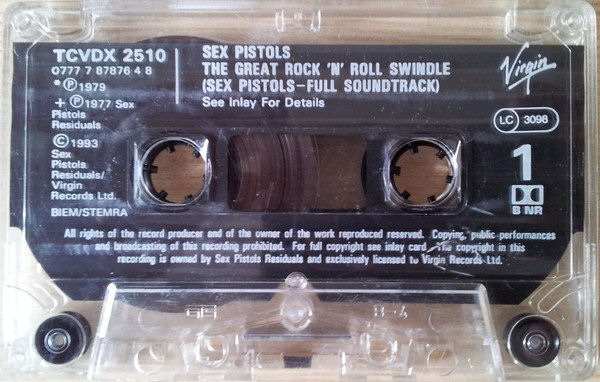 TCVDX 2510
0777 7 87876 4 8
* ℗ 1979
+ ℗ 1977 Sex
Pistols
Residuals
© 1993
Sex
Pistols
Residuals/
Virgin
Records Ltd.
BIEM/STEMRA
SEX PISTOLS
THE GREAT ROCK 'N' ROLL SWINDLE
(SEX PISTOLS-FULL SOUNDTRACK)
See Inlay For Details
Virgin
LC 3098
1
B NR
All rights of the record producer and of the owner of the work reproduced reserved. Copying, public performances
and broadcasting of this recording prohibited. For full copyright see inlay card. The copyright in this
recording is owned by Sex Pistols Residuals and exclusively licensed to Virgin Records Ltd.